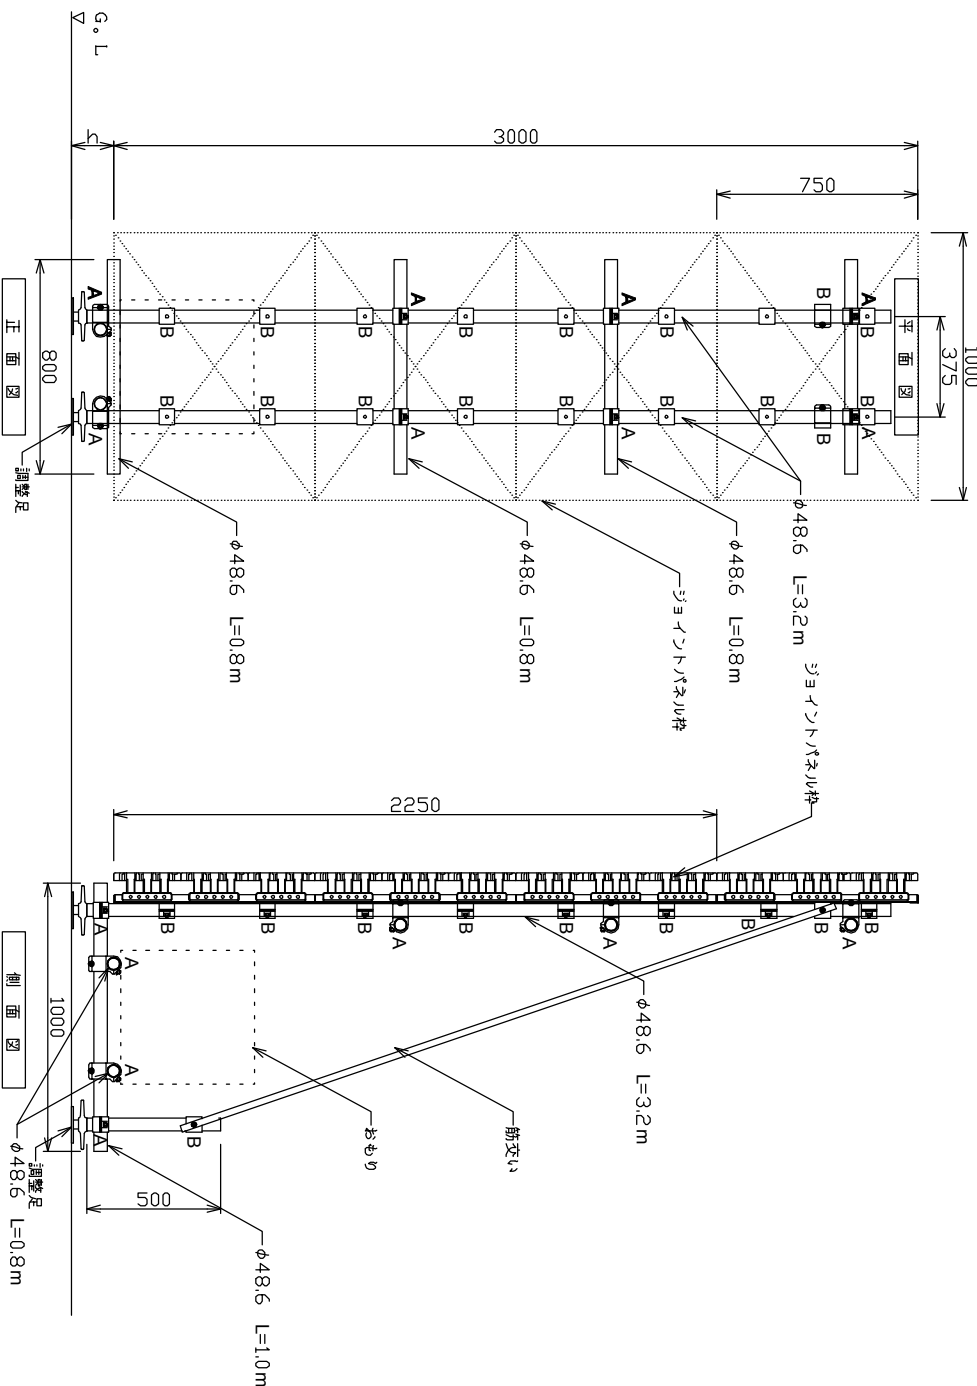 G.L
▽
h
3000
750
1000
375
平面図
B
A
B
A
B
B
B
A
B
B
A
B
B
B
A
B
A
B
B
B
A
B
B
A
B
B
B
A
800
正面図
調整足
φ48.6 L=3.2m
φ48.6 L=0.8m
φ48.6 L=0.8m
φ48.6 L=0.8m
ジョイントパネル枠
ジョイントパネル枠
2250
B
A
B
B
B
A
B
B
A
B
B
B
A
A
A
A
B
φ48.6 L=3.2m
筋交い
おもり
1000
側面図
500
調整足
φ48.6 L=0.8m
φ48.6 L=1.0m